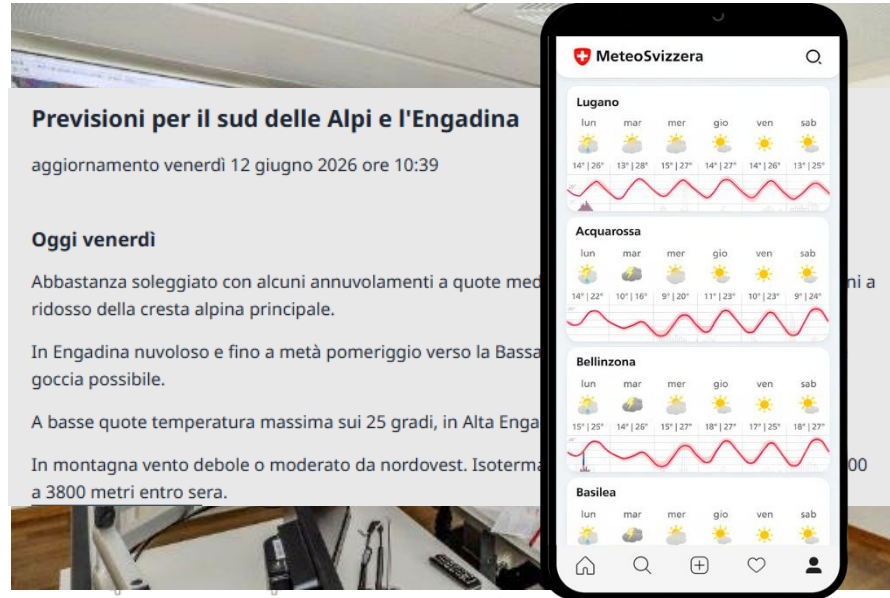 Previsioni per il sud delle Alpi e l'Engadina
aggiornamento venerdì 12 giugno 2026 ore 10:39
Oggi venerdì
Abbastanza soleggiato con alcuni annuvolamenti a quote med
ni a
ridosso della cresta alpina principale.
In Engadina nuvoloso e fino a metà pomeriggio verso la Bassa
goccia possibile.
A basse quote temperatura massima sui 25 gradi, in Alta Enga
In montagna vento debole o moderato da nordovest. Isoterma
00
a 3800 metri entro sera.
MeteoSvizzera
Lugano
lun mar mer gio ven sab
14° | 26° 13° | 28° 15° | 27° 14° | 27° 14° | 26° 13° | 25°
Acquarossa
lun mar mer gio ven sab
14° | 22° 10° | 16° 9° | 20° 11° | 23° 10° | 23° 9° | 24°
Bellinzona
lun mar mer gio ven sab
15° | 25° 14° | 26° 15° | 27° 18° | 27° 17° | 25° 18° | 27°
Basilea
lun mar mer gio ven sab